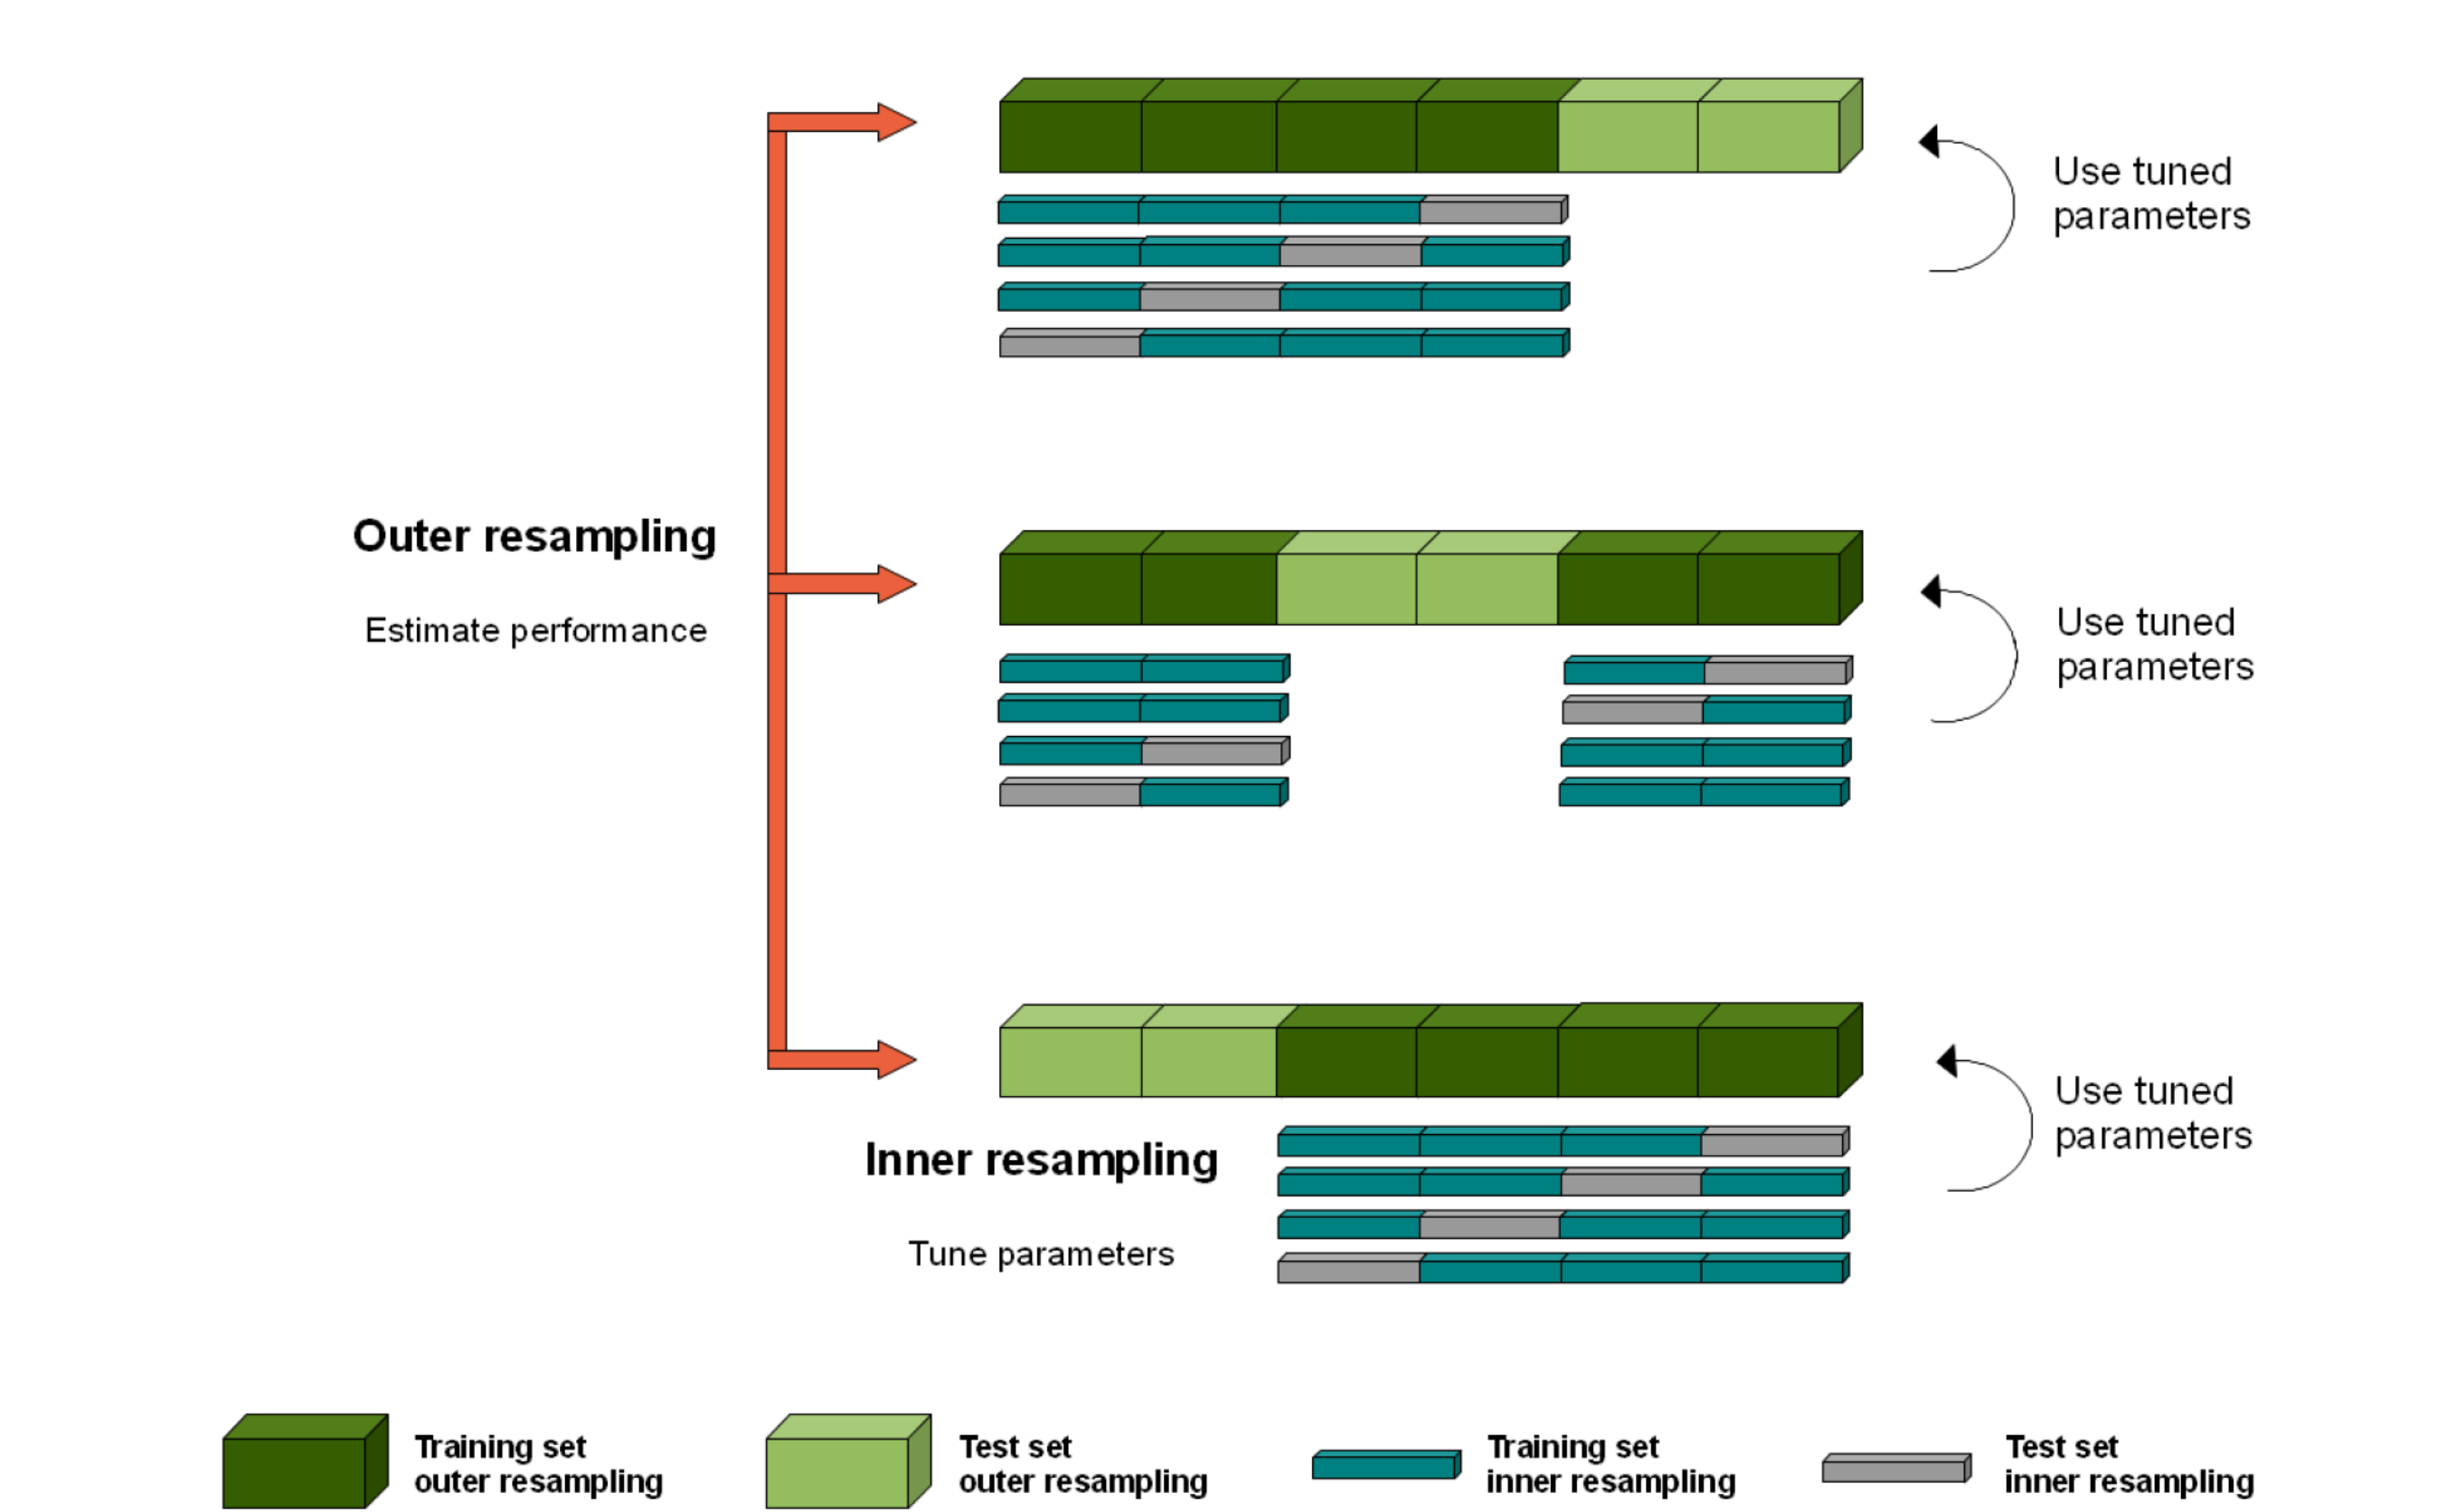 Use tuned
parameters
Outer resampling
Estimate performance
Use tuned
parameters
Inner resampling
Tune parameters
Use tuned
parameters
Training set
outer resampling
Test set
outer resampling
Training set
inner resampling
Test set
inner resampling